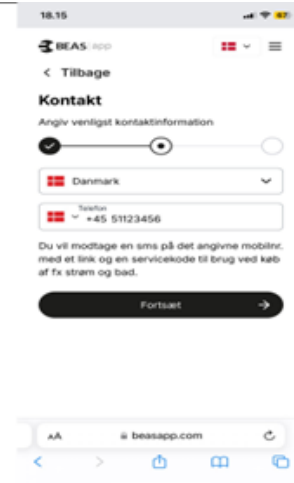 18.15
67
BEAS APP
< Tilbage
Kontakt
Angiv venligst kontaktinformation
Danmark
Telefon
+45 51123456
Du vil modtage en sms på det angivne mobilnr.
med et link og en servicekode til brug ved køb
af fx strøm og bad.
Fortsæt
AA
beasapp.com